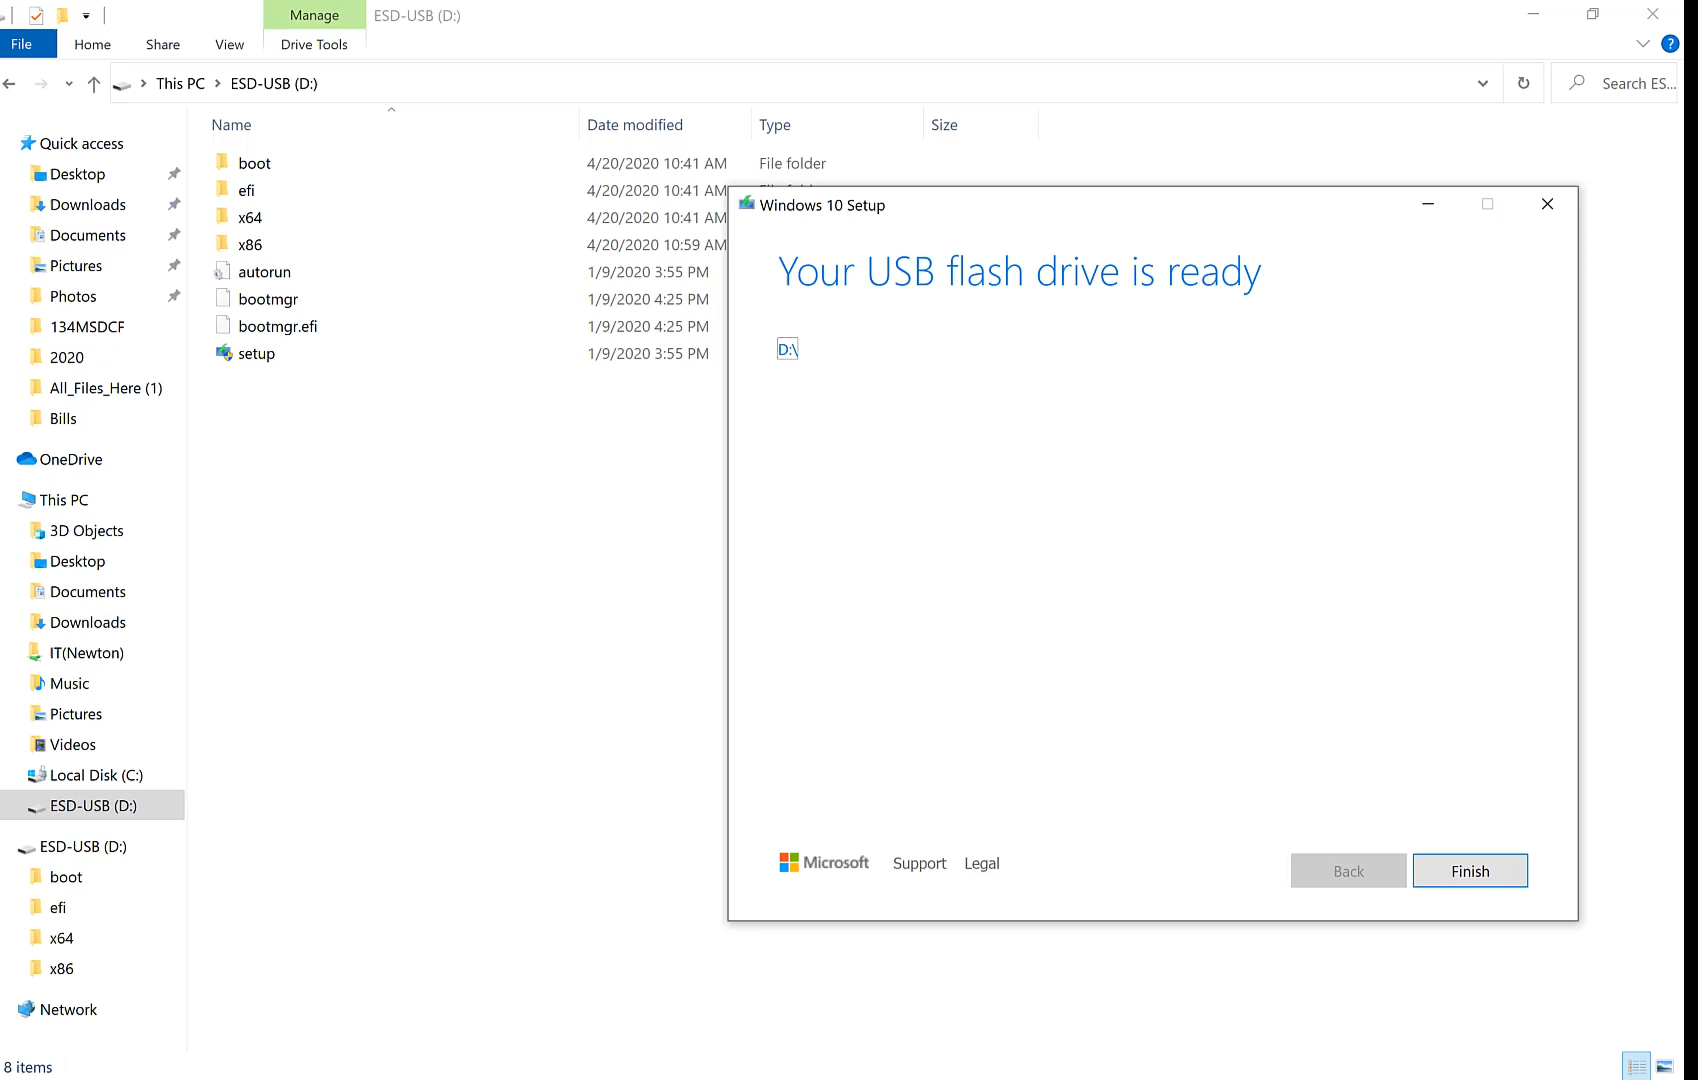 Manage
ESD-USB (D:)
File
Home
Share
View
Drive Tools
?
This PC
ESD-USB (D:)
Search ES...
Name
Date modified
Type
Size
Quick access
Desktop
Downloads
Documents
Pictures
Photos
134MSDCF
2020
All_Files_Here (1)
Bills
OneDrive
This PC
3D Objects
Desktop
Documents
Downloads
IT(Newton)
Music
Pictures
Videos
Local Disk (C:)
ESD-USB (D:)
ESD-USB (D:)
boot
efi
x64
x86
Network
boot 4/20/2020 10:41 AM File folder
efi 4/20/2020 10:41 AM
x64 4/20/2020 10:41 AM
x86 4/20/2020 10:59 AM
autorun 1/9/2020 3:55 PM
bootmgr 1/9/2020 4:25 PM
bootmgr.efi 1/9/2020 4:25 PM
setup 1/9/2020 3:55 PM
Windows 10 Setup
Your USB flash drive is ready
D:\
Microsoft
Support
Legal
Back
Finish
8 items